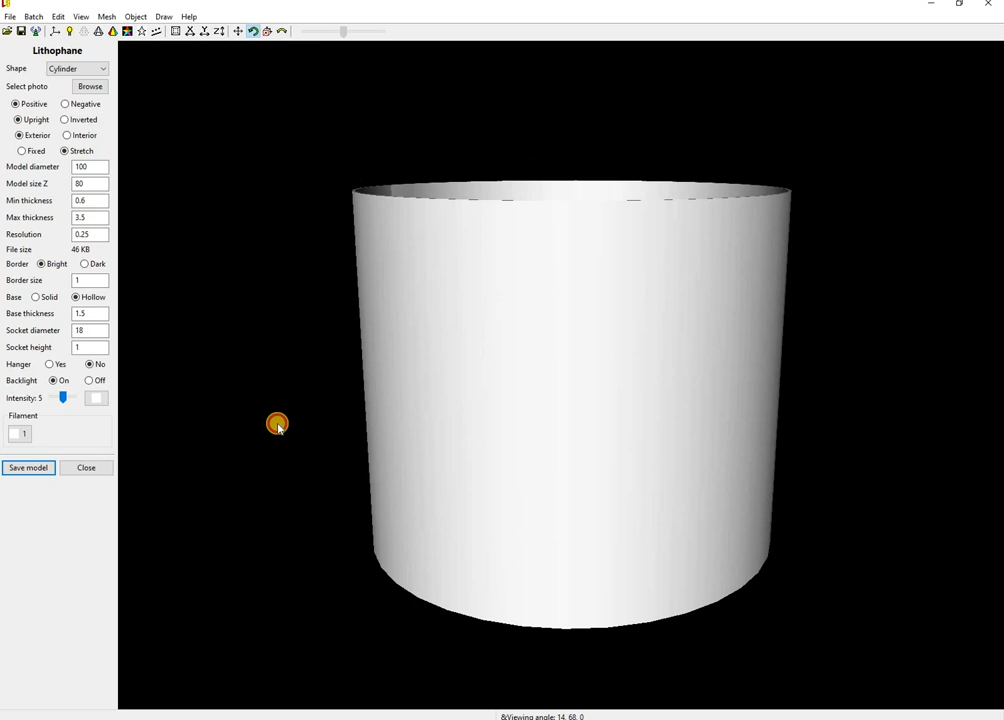 File Batch Edit View Mesh Object Draw Help
Lithophane
Shape Cylinder
Select photo Browse
Positive Negative
Upright Inverted
Exterior Interior
Fixed Stretch
Model diameter 100
Model size Z 80
Min thickness 0.6
Max thickness 3.5
Resolution 0.25
File size 46 KB
Border Bright Dark
Border size 1
Base Solid Hollow
Base thickness 1.5
Socket diameter 18
Socket height 1
Hanger Yes No
Backlight On Off
Intensity: 5
Filament
1
Save model Close
&Viewing angle: 14, 68, 0